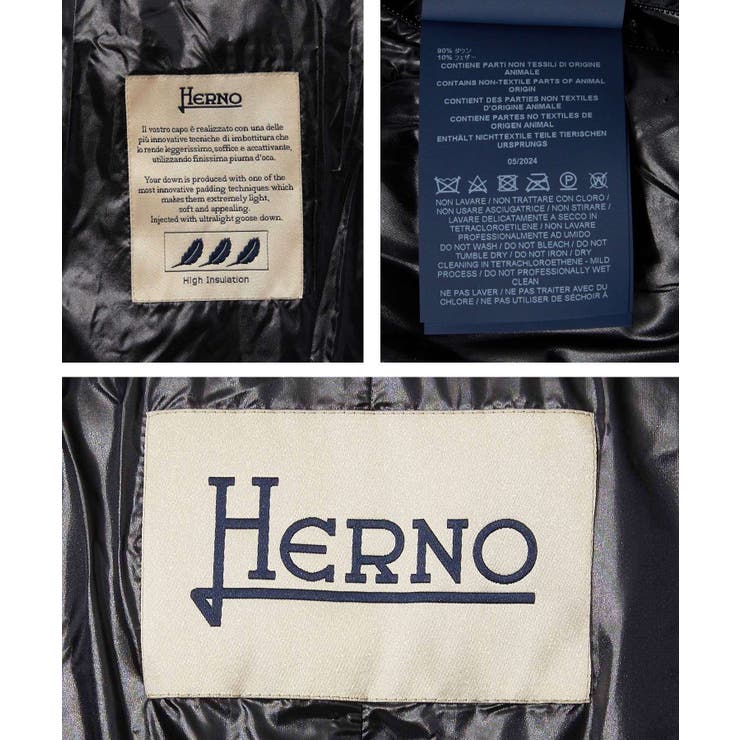 HERNO
Il vostro capo è realizzato con una delle
più innovative tecniche di imbottitura che
lo rende leggerissimo, soffice e accattivante,
utilizzando finissima piuma d'oca.
Your down is produced with one of the
most innovative padding techniques which
makes them extremely light,
soft and appealing.
Injected with ultralight goose down.
High Insulation
90% ダウン
10% フェザー
CONTIENE PARTI NON TESSILI DI ORIGINE
ANIMALE
CONTAINS NON-TEXTILE PARTS OF ANIMAL
ORIGIN
CONTIENT DES PARTIES NON TEXTILES
D'ORIGINE ANIMALE
CONTIENE PARTES NO TEXTILES DE
ORIGEN ANIMAL
ENTHÄLT NICHTTEXTILE TEILE TIERISCHEN
URSPRUNGS
05/2024
P W
NON LAVARE / NON TRATTARE CON CLORO /
NON USARE ASCIUGATRICE / NON STIRARE /
LAVARE DELICATAMENTE A SECCO IN
TETRACLOROETILENE / NON LAVARE
PROFESSIONALMENTE AD UMIDO
DO NOT WASH / DO NOT BLEACH / DO NOT
TUMBLE DRY / DO NOT IRON / DRY
CLEANING IN TETRACHLOROETHENE - MILD
PROCESS / DO NOT PROFESSIONALLY WET
CLEAN
NE PAS LAVER / NE PAS TRAITER AVEC DU
CHLORE / NE PAS UTILISER DE SÉCHOIR À
HERNO